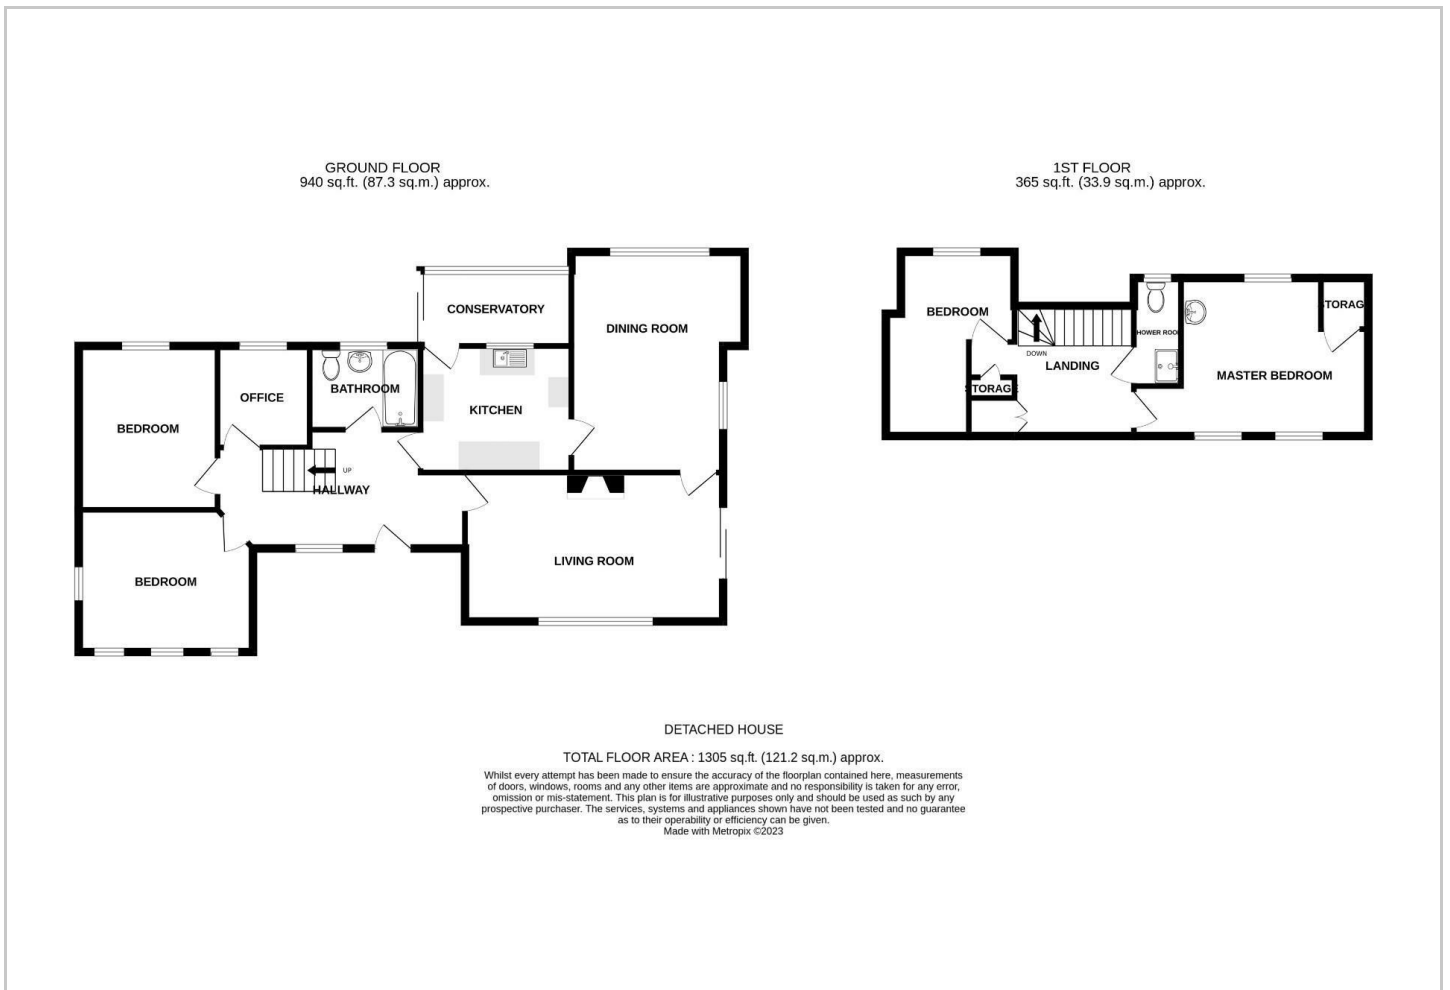 GROUND FLOOR
940 sq.ft. (87.3 sq.m.) approx.
1ST FLOOR
365 sq.ft. (33.9 sq.m.) approx.
CONSERVATORY
DINING ROOM
BATHROOM
OFFICE
KITCHEN
BEDROOM
UP
HALLWAY
LIVING ROOM
BEDROOM
STORAG
BEDROOM
HOWER ROO
DOWN
LANDING
MASTER BEDROOM
STORAGE
DETACHED HOUSE
TOTAL FLOOR AREA : 1305 sq.ft. (121.2 sq.m.) approx.
Whilst every attempt has been made to ensure the accuracy of the floorplan contained here, measurements
of doors, windows, rooms and any other items are approximate and no responsibility is taken for any error,
omission or mis-statement. This plan is for illustrative purposes only and should be used as such by any
prospective purchaser. The services, systems and appliances shown have not been tested and no guarantee
as to their operability or efficiency can be given.
Made with Metropix ©2023